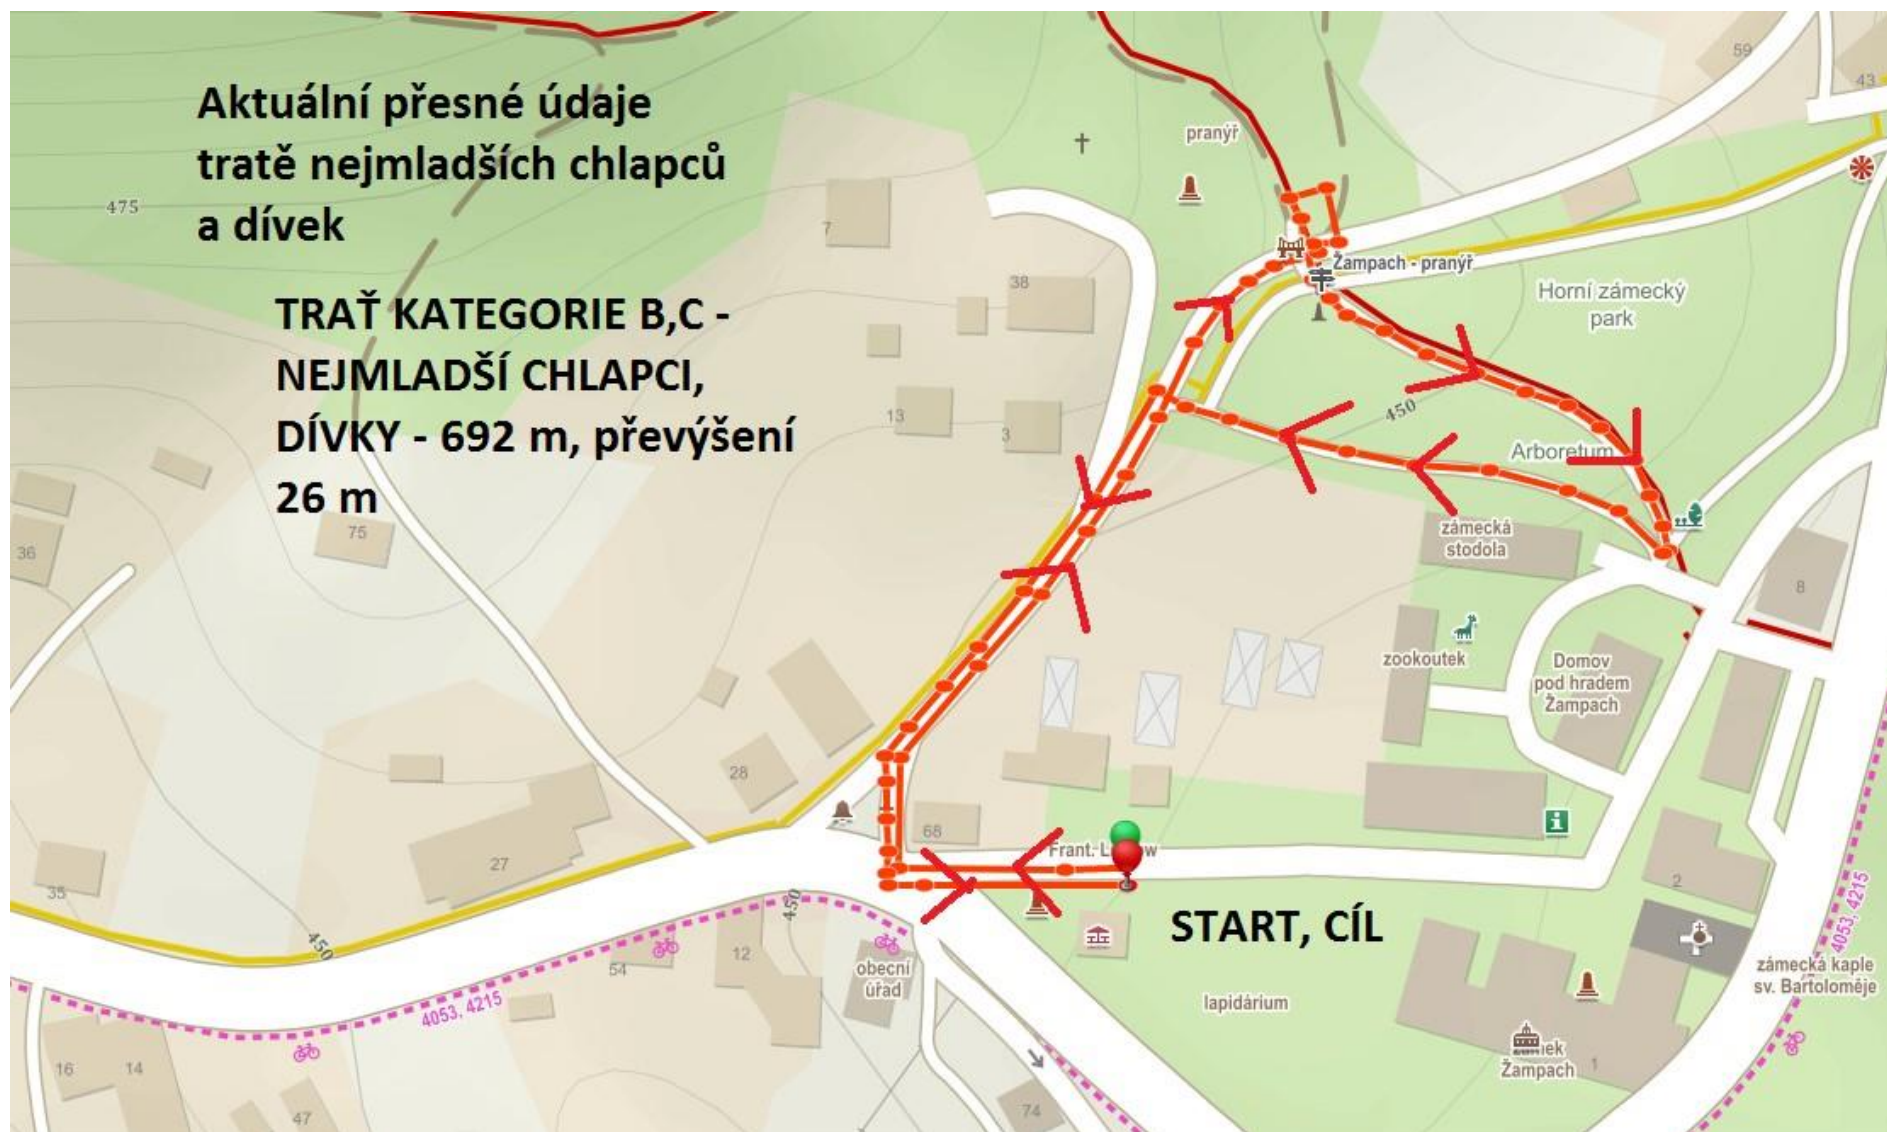 Aktuální přesné údaje
tratě nejmladších chlapců
a dívek
TRAŤ KATEGORIE B,C -
NEJMLADŠÍ CHLAPCI,
DÍVKY - 692 m, převýšení
26 m
475
59
43
pranýř
7
38
Žampach - pranýř
Horní zámecký
park
13
3
450
Arboretum
75
36
zámecká
stodola
8
zookoutek
Domov
pod hradem
Žampach
28
68
27
Frant.
35
2
450
450
START, CÍL
4053, 4215
12
54
obecní
úřad
4053, 4215
zámecká kaple
sv. Bartoloměje
lapidárium
16
14
Žampach
1
47
74